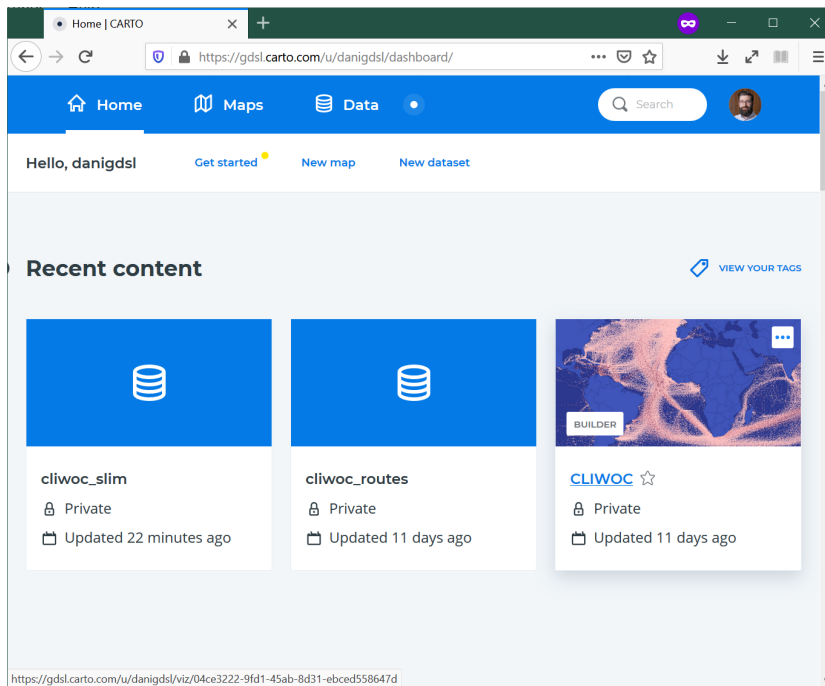 Home | CARTO
https://gdsl.carto.com/u/danigdsl/dashboard/
Home Maps Data Search
Hello, danigdsl Get started New map New dataset
Recent content VIEW YOUR TAGS
BUILDER
cliwoc_slim cliwoc_routes CLIWOC
Private Private Private
Updated 22 minutes ago Updated 11 days ago Updated 11 days ago
https://gdsl.carto.com/u/danigdsl/viz/04ce3222-9fd1-45ab-8d31-ebced558647d